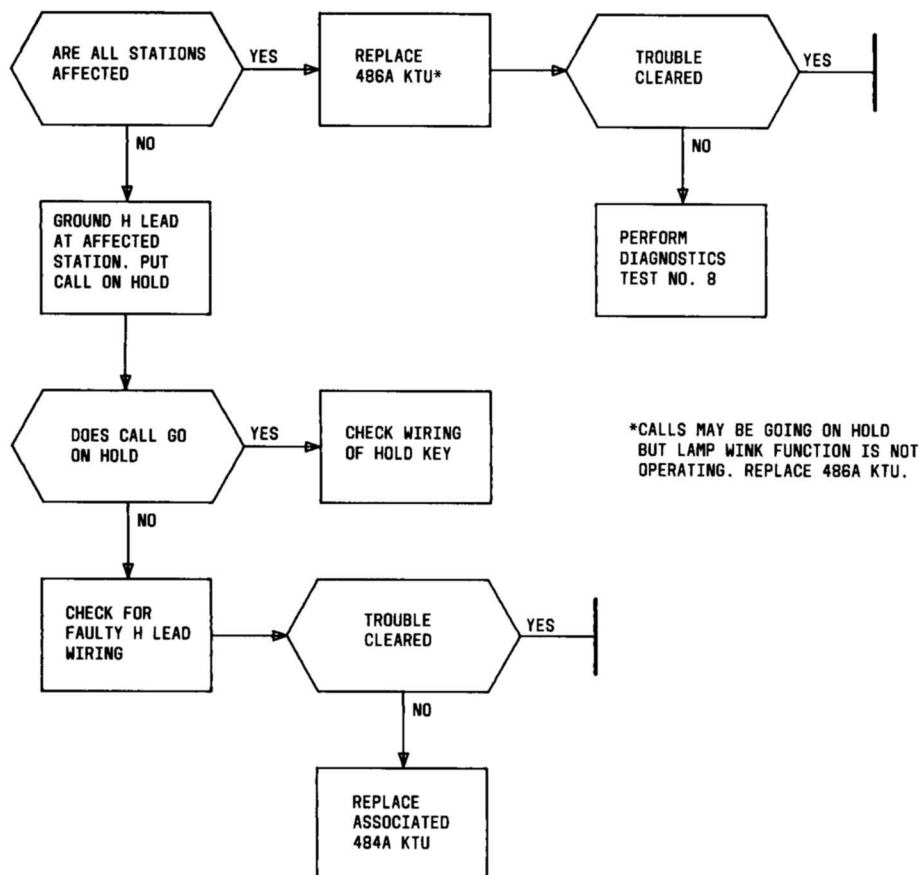 ARE ALL STATIONS
AFFECTED
YES
REPLACE
486A KTU*
TROUBLE
CLEARED
YES
NO
NO
GROUND H LEAD
AT AFFECTED
STATION. PUT
CALL ON HOLD
PERFORM
DIAGNOSTICS
TEST NO. 8
DOES CALL GO
ON HOLD
YES
CHECK WIRING
OF HOLD KEY
*CALLS MAY BE GOING ON HOLD
BUT LAMP WINK FUNCTION IS NOT
OPERATING. REPLACE 486A KTU.
NO
CHECK FOR
FAULTY H LEAD
WIRING
TROUBLE
CLEARED
YES
NO
REPLACE
ASSOCIATED
484A KTU